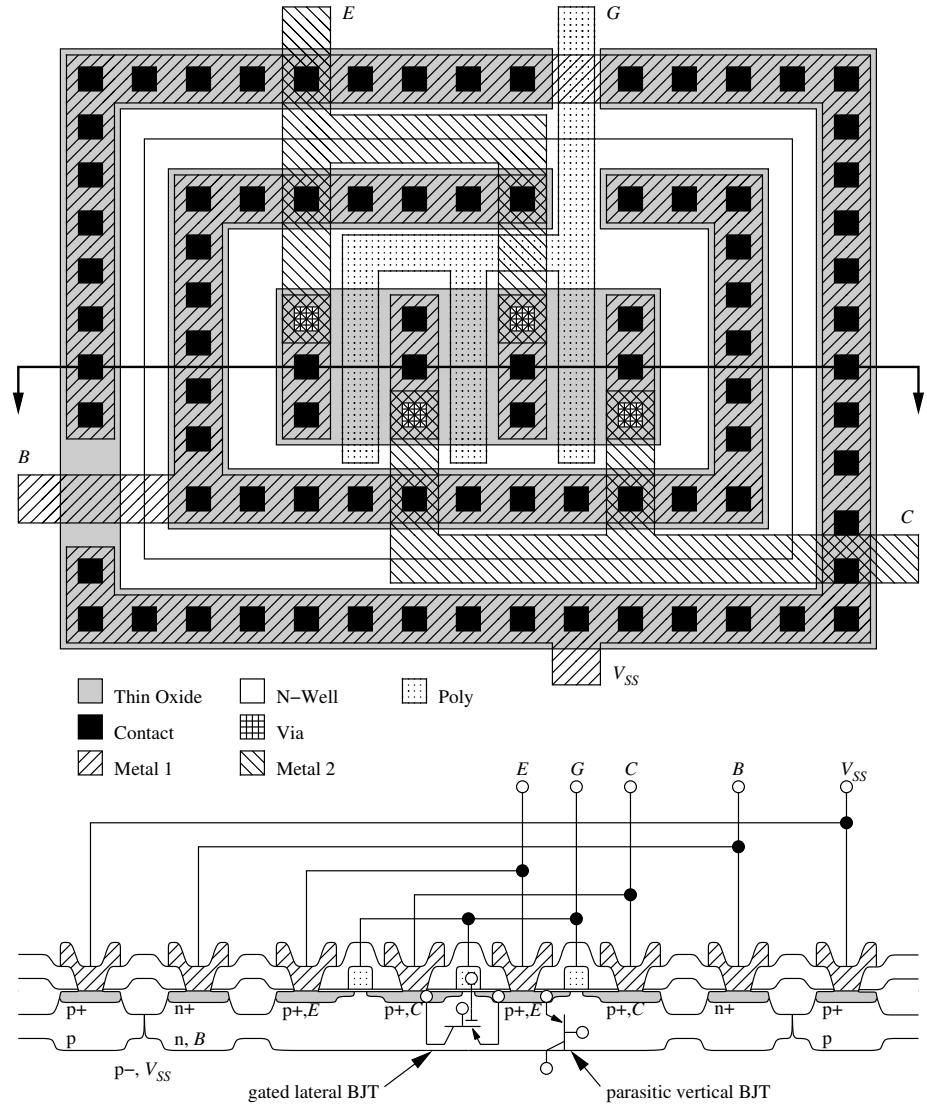 E G
B
C
V_SS
Thin Oxide N−Well Poly
Contact Via
Metal 1 Metal 2
E G C B V_SS
p+ n+ p+,E p+,C p+,E p+,C n+ p+
p n, B p
p−, V_SS
gated lateral BJT parasitic vertical BJT